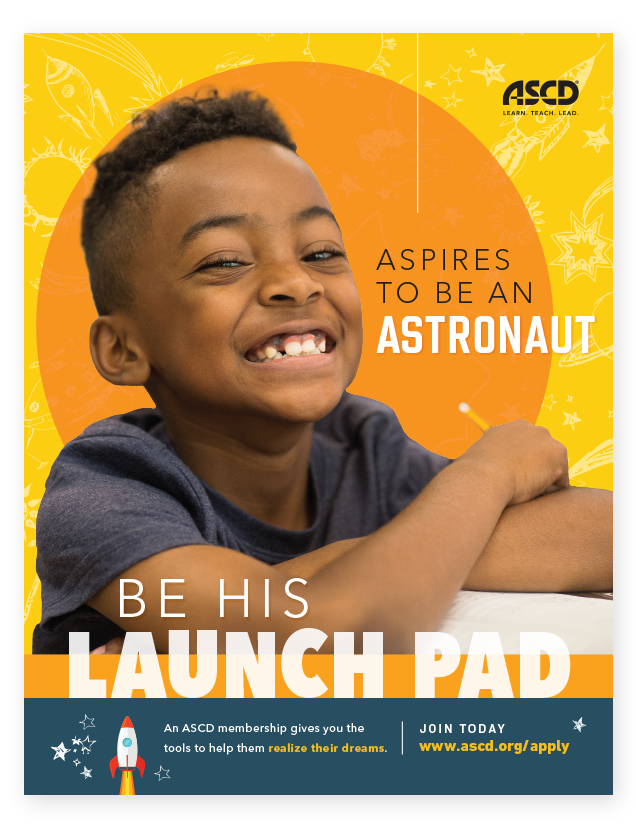 ASCD®
LEARN. TEACH. LEAD.
ASPIRES
TO BE AN
ASTRONAUT
BE HIS
LAUNCH PAD
An ASCD membership gives you the
tools to help them realize their dreams.
JOIN TODAY
www.ascd.org/apply